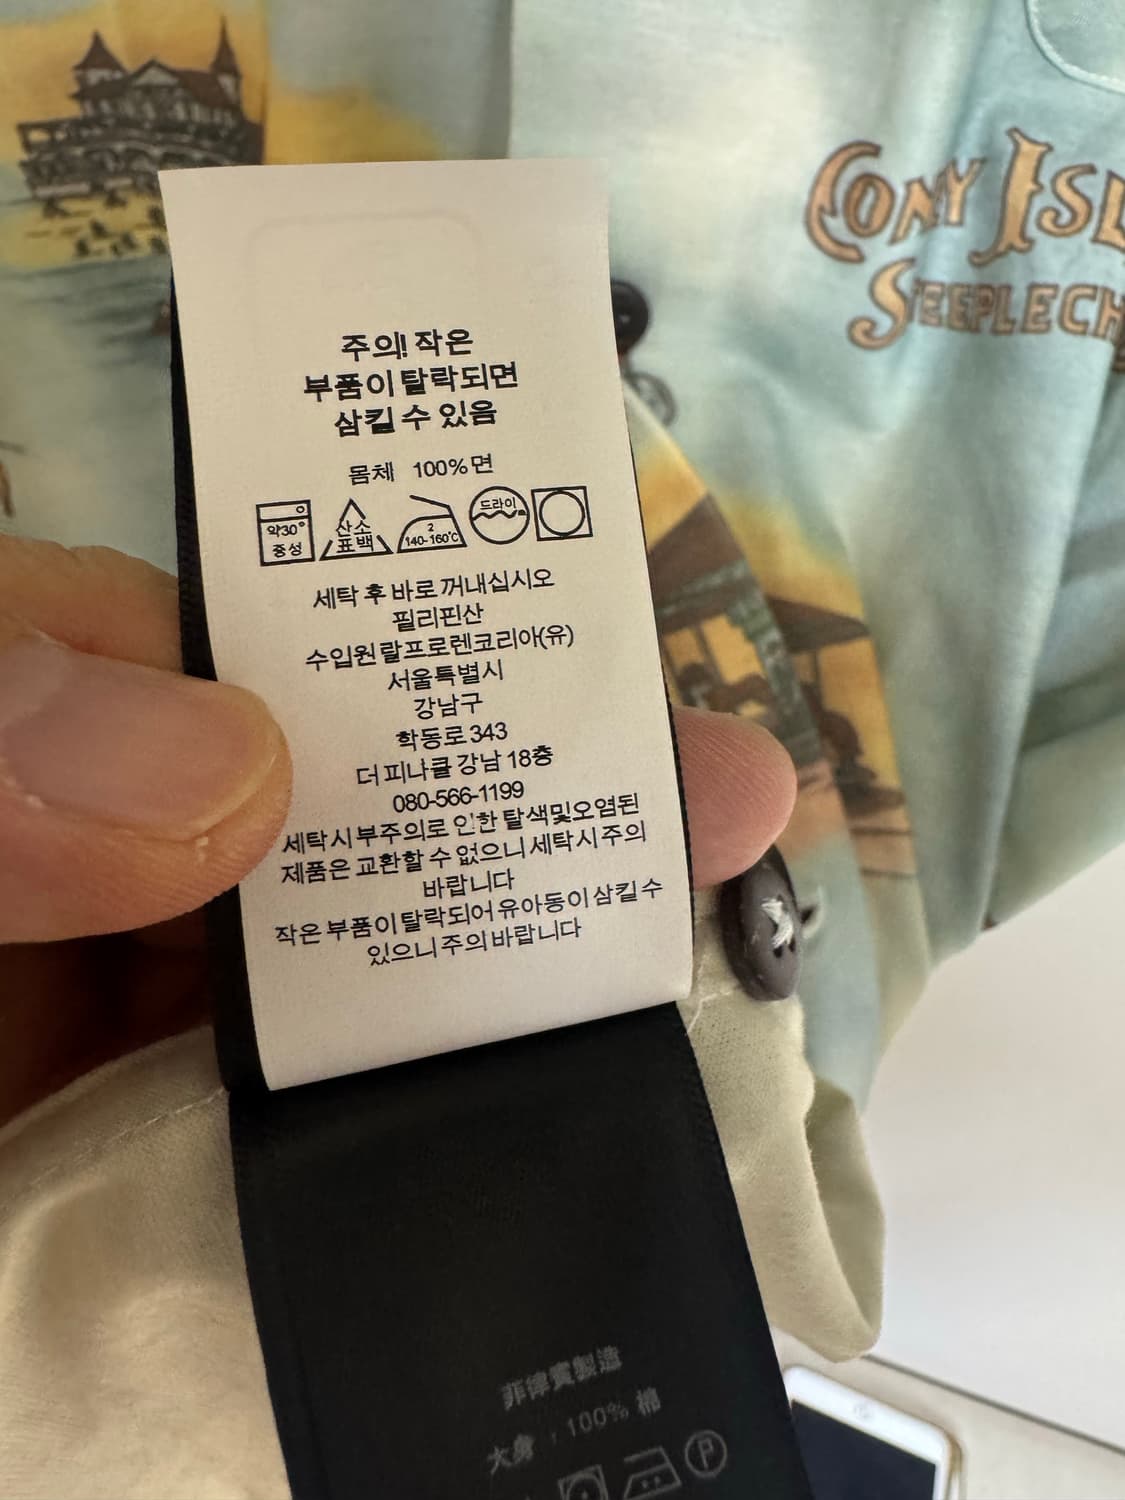 CONY ISL
STEEPLECH
주의! 작은
부품이 탈락되면
삼킬 수 있음
몸체 100%면
약30°
중성
산소
표백
2
140-160℃
드라이
세탁 후 바로 꺼내십시오
필리핀산
수입원 랄프로렌코리아(유)
서울특별시
강남구
학동로 343
더 피나클 강남 18층
080-566-1199
세탁시 부주의로 인한 탈색및오염된
제품은 교환할 수 없으니 세탁시 주의
바랍니다
작은 부품이 탈락되어 유아동이 삼킬 수
있으니 주의 바랍니다
菲律賓製造
大身 : 100% 棉
P